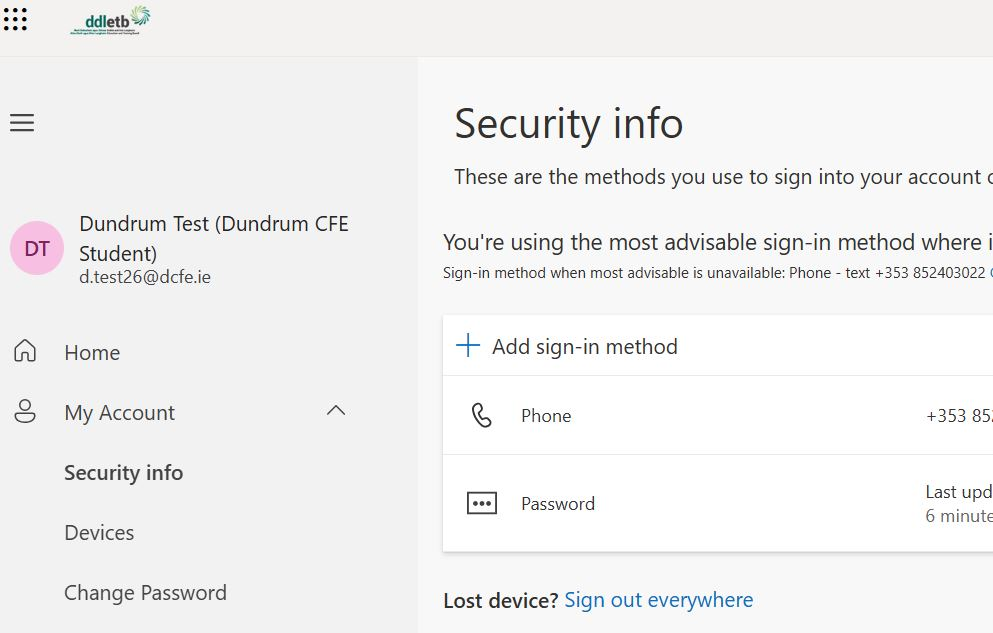 ddletb
Dundrum Test (Dundrum CFE
Student)
DT
d.test26@dcfe.ie
Home
My Account
Security info
Devices
Change Password
Security info
These are the methods you use to sign into your account
You're using the most advisable sign-in method where i
Sign-in method when most advisable is unavailable: Phone - text +353 852403022
Add sign-in method
Phone
+353 852
Password
Last upd
6 minute
Lost device? Sign out everywhere